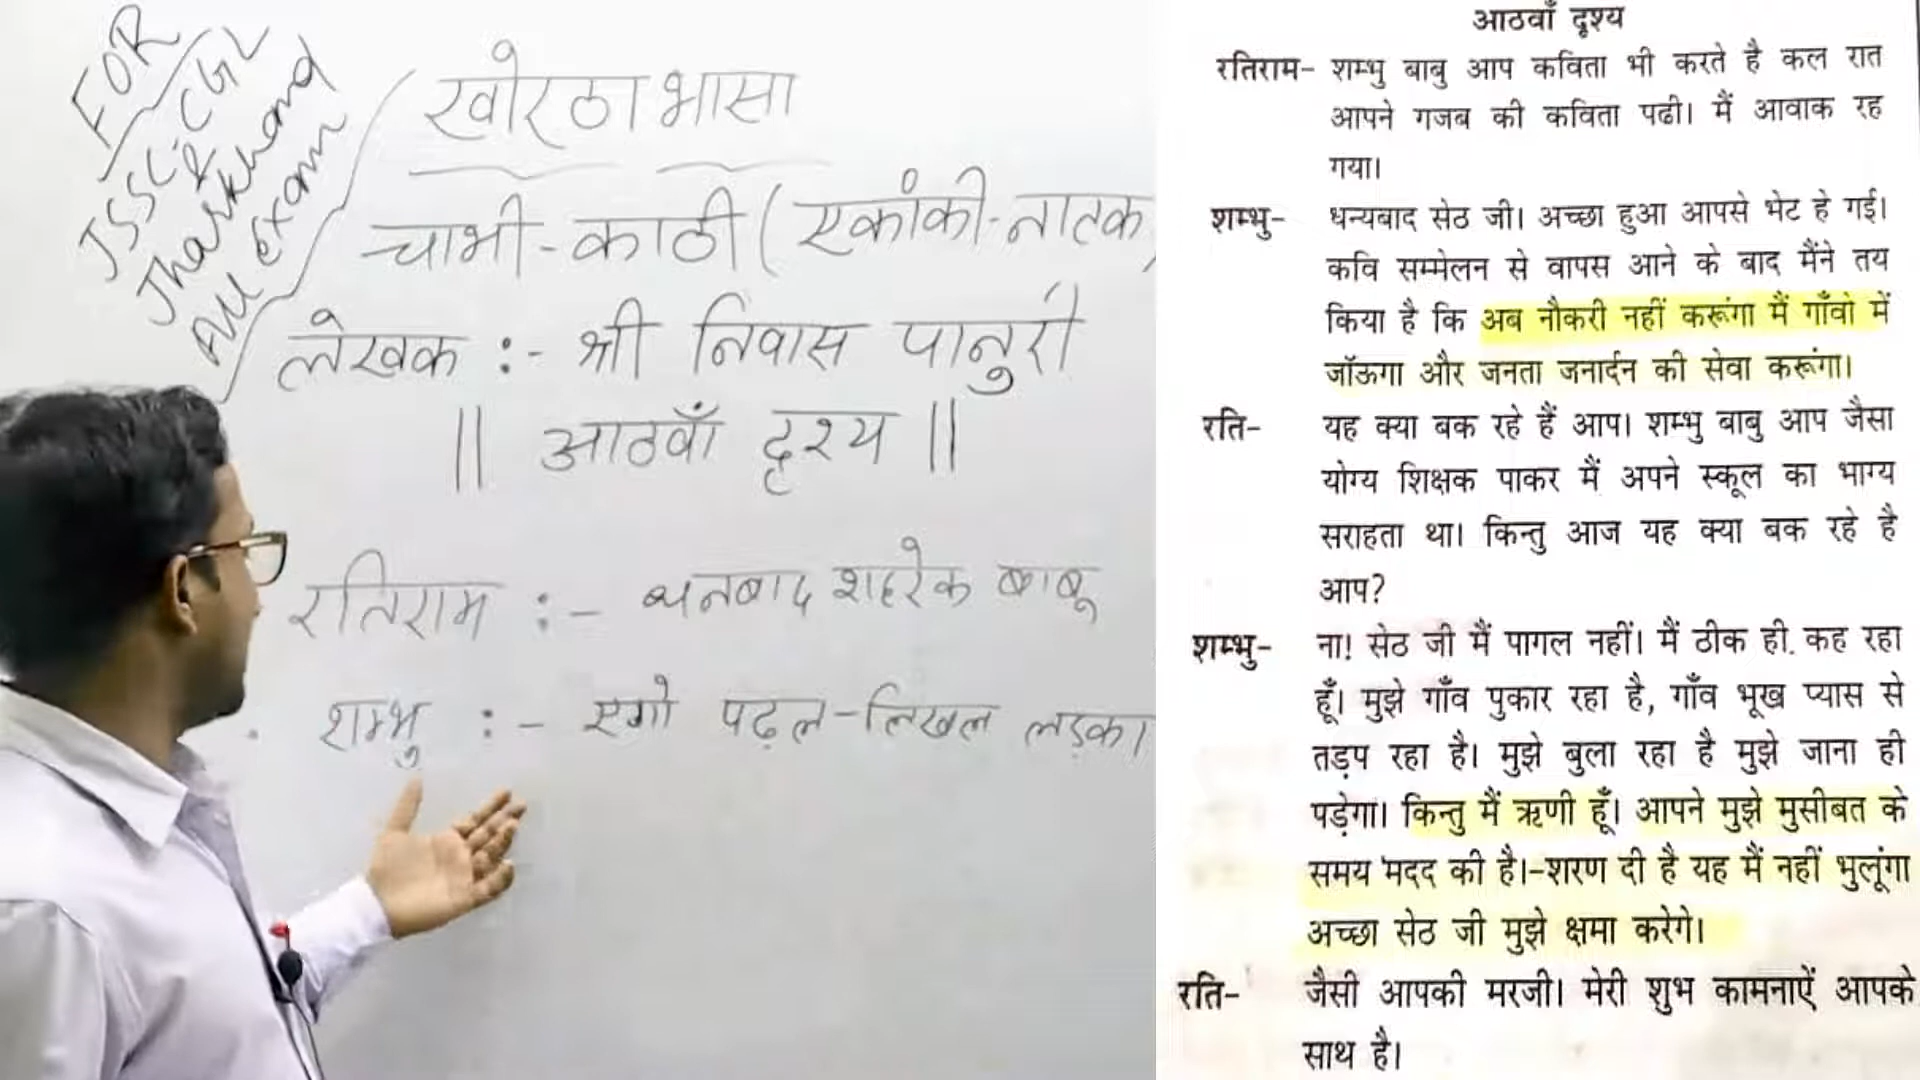 FOR
JSSC-CGL
&
Jharkhand
All Exam
खोरठा भासा
चाभी-काठी (एकांकी-नाटक)
लेखक :- श्री निवास पानुरी
|| आठवाँ दृश्य ||
रतिराम :- धनबाद शहरेक बाबू
शम्भु :- एगो पढ़ल-लिखल लड़का
आठवाँ दृश्य
रतिराम- शम्भु बाबु आप कविता भी करते है कल रात
आपने गजब की कविता पढी। मैं आवाक रह
गया।
शम्भु- धन्यबाद सेठ जी। अच्छा हुआ आपसे भेट हे गई।
कवि सम्मेलन से वापस आने के बाद मैंने तय
किया है कि अब नौकरी नहीं करूंगा मैं गाँवो में
जॉऊगा और जनता जनार्दन की सेवा करूंगा।
रति- यह क्या बक रहे हैं आप। शम्भु बाबु आप जैसा
योग्य शिक्षक पाकर मैं अपने स्कूल का भाग्य
सराहता था। किन्तु आज यह क्या बक रहे है
आप?
शम्भु- ना! सेठ जी मैं पागल नहीं। मैं ठीक ही. कह रहा
हूँ। मुझे गाँव पुकार रहा है, गाँव भूख प्यास से
तड़प रहा है। मुझे बुला रहा है मुझे जाना ही
पड़ेगा। किन्तु मैं ऋणी हूँ। आपने मुझे मुसीबत के
समय मदद की है।-शरण दी है यह मैं नहीं भुलूंगा
अच्छा सेठ जी मुझे क्षमा करेगे।
रति- जैसी आपकी मरजी। मेरी शुभ कामनाऐं आपके
साथ है।